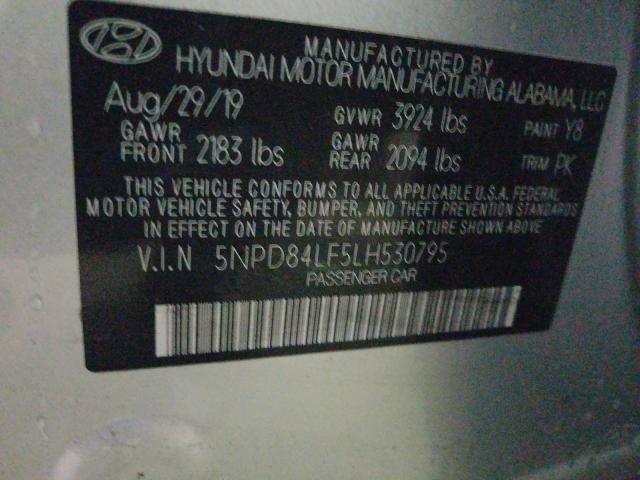 MANUFACTURED BY
HYUNDAI MOTOR MANUFACTURING ALABAMA, LLC
Aug/29/19 GVWR 3924 lbs PAINT Y8
GAWR FRONT 2183 lbs GAWR REAR 2094 lbs TRIM PK
THIS VEHICLE CONFORMS TO ALL APPLICABLE U.S.A. FEDERAL
MOTOR VEHICLE SAFETY, BUMPER, AND THEFT PREVENTION STANDARDS
IN EFFECT ON THE DATE OF MANUFACTURE SHOWN ABOVE
V.I.N 5NPD84LF5LH530795
PASSENGER CAR